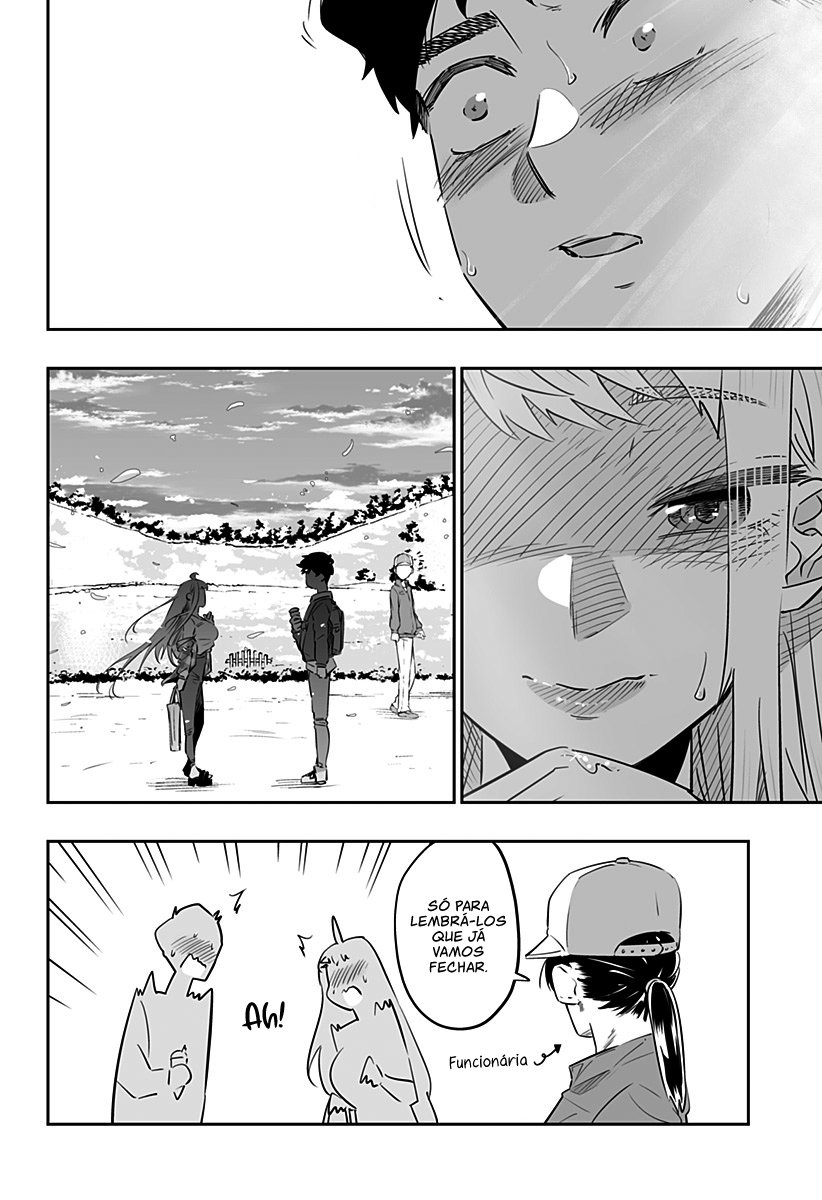 SÓ PARA
LEMBRÁ-LOS
QUE JÁ
VAMOS
FECHAR.
Ah!
Funcionária